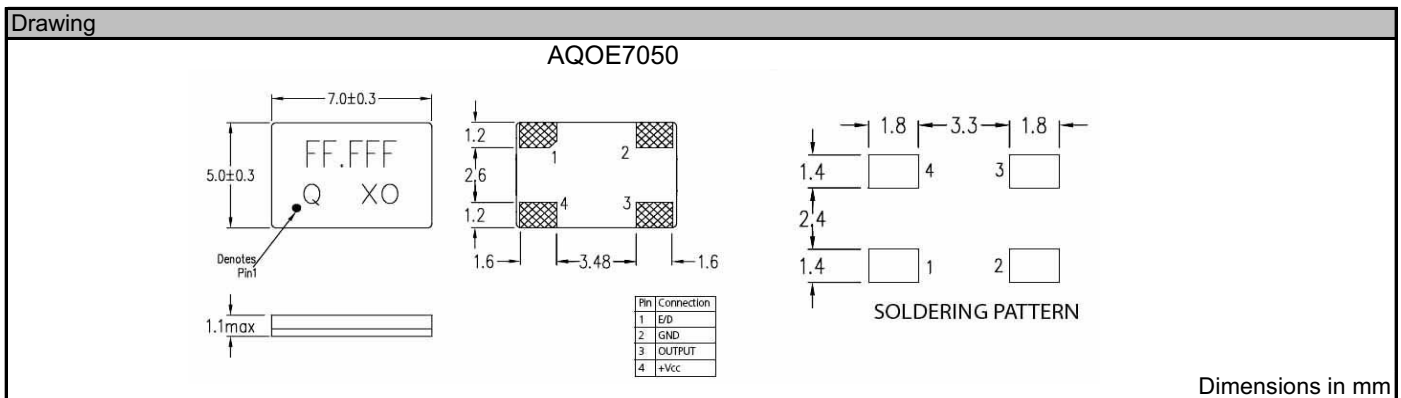 Drawing
AQOE7050
7.0±0.3
5.0±0.3
FF.FFF
Q XO
Denotes
Pin1
1.1max
1.2
2.6
1.2
1
2
4
3
1.6
3.48
1.6
Pin Connection
1 E/D
2 GND
3 OUTPUT
4 +Vcc
1.8
3.3
1.8
1.4
2.4
1.4
4
3
1
2
SOLDERING PATTERN
Dimensions in mm